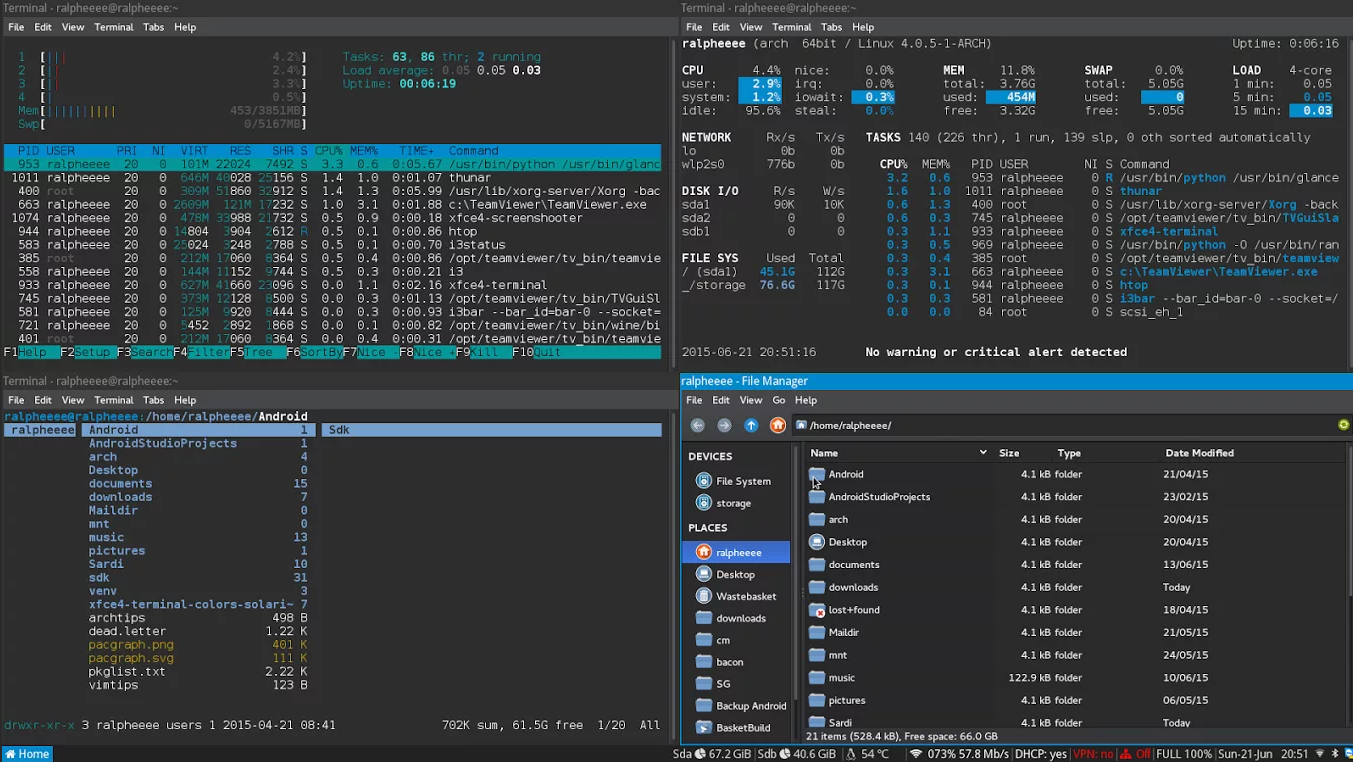 Terminal - ralpheeee@ralpheeee:~
File Edit View Terminal Tabs Help
1 [||| 4.2%]
2 [|| 2.4%]
3 [|| 3.3%]
4 [| 0.5%]
Mem[||||||||||| 453/3851MB]
Swp[ 0/5167MB]
Tasks: 63, 86 thr; 2 running
Load average: 0.05 0.05 0.03
Uptime: 00:06:19
PID USER PRI NI VIRT RES SHR S CPU% MEM% TIME+ Command
953 ralpheeee 20 0 101M 22024 7492 S 3.3 0.6 0:05.67 /usr/bin/python /usr/bin/glanc
1011 ralpheeee 20 0 646M 40028 25156 S 1.4 1.0 0:01.07 thunar
400 root 20 0 309M 51860 32912 S 1.4 1.3 0:05.99 /usr/lib/xorg-server/Xorg -bac
663 ralpheeee 20 0 2609M 121M 17232 S 1.0 3.1 0:01.88 c:\TeamViewer\TeamViewer.exe
1074 ralpheeee 20 0 478M 33988 21732 S 0.5 0.9 0:00.18 xfce4-screenshooter
944 ralpheeee 20 0 14804 3904 2612 R 0.5 0.1 0:00.86 htop
583 ralpheeee 20 0 25024 3248 2788 S 0.5 0.1 0:00.70 i3status
385 root 20 0 212M 17060 8364 S 0.5 0.4 0:00.86 /opt/teamviewer/tv_bin/teamvie
558 ralpheeee 20 0 144M 11152 9744 S 0.5 0.3 0:00.21 i3
933 ralpheeee 20 0 627M 41660 23096 S 0.0 1.1 0:02.16 xfce4-terminal
745 ralpheeee 20 0 373M 12128 8500 S 0.5 0.3 0:01.13 /opt/teamviewer/tv_bin/TVGuiSl
581 ralpheeee 20 0 125M 9920 8444 S 0.0 0.3 0:00.93 i3bar --bar_id=bar-0 --socket=
721 ralpheeee 20 0 5452 2892 1868 S 0.0 0.1 0:00.82 /opt/teamviewer/tv_bin/wine/bi
401 root 20 0 212M 17060 8364 S 0.0 0.4 0:00.31 /opt/teamviewer/tv_bin/teamvie
F1Help F2Setup F3SearchF4FilterF5Tree F6SortByF7Nice -F8Nice +F9Kill F10Quit
Terminal - ralpheeee@ralpheeee:~
File Edit View Terminal Tabs Help
ralpheeee (arch 64bit / Linux 4.0.5-1-ARCH) Uptime: 0:06:16
CPU 4.4% nice: 0.0% MEM 11.8% SWAP 0.0% LOAD 4-core
user: 2.9% irq: 0.0% total: 3.76G total: 5.05G 1 min: 0.05
system: 1.2% iowait: 0.3% used: 454M used: 0 5 min: 0.05
idle: 95.6% steal: 0.0% free: 3.32G free: 5.05G 15 min: 0.03
NETWORK Rx/s Tx/s
lo 0b 0b
wlp2s0 776b 0b
DISK I/O R/s W/s
sda1 90K 10K
sda2 0 0
sdb1 0 0
FILE SYS Used Total
/ (sda1) 45.1G 112G
_/storage 76.6G 117G
TASKS 140 (226 thr), 1 run, 139 slp, 0 oth sorted automatically
CPU% MEM% PID USER NI S Command
3.2 0.6 953 ralpheeee 0 R /usr/bin/python /usr/bin/glance
1.6 1.0 1011 ralpheeee 0 S thunar
0.6 1.3 400 root 0 S /usr/lib/xorg-server/Xorg -back
0.6 0.3 745 ralpheeee 0 S /opt/teamviewer/tv_bin/TVGuiSla
0.3 1.1 933 ralpheeee 0 S xfce4-terminal
0.3 0.5 969 ralpheeee 0 S /usr/bin/python -O /usr/bin/ran
0.3 0.4 385 root 0 S /opt/teamviewer/tv_bin/teamview
0.3 3.1 663 ralpheeee 0 S c:\TeamViewer\TeamViewer.exe
0.3 0.1 944 ralpheeee 0 S htop
0.3 0.3 581 ralpheeee 0 S i3bar --bar_id=bar-0 --socket=/
0.0 0.0 84 root 0 S scsi_eh_1
2015-06-21 20:51:16 No warning or critical alert detected
Terminal - ralpheeee@ralpheeee:~
File Edit View Terminal Tabs Help
ralpheeee@ralpheeee:/home/ralpheeee/Android
ralpheeee Android 1 Sdk
AndroidStudioProjects 1
arch 4
Desktop 0
documents 15
downloads 7
Maildir 0
mnt 0
music 13
pictures 1
Sardi 10
sdk 31
venv 3
xfce4-terminal-colors-solari~ 7
archtips 498 B
dead.letter 1.22 K
pacgraph.png 401 K
pacgraph.svg 111 K
pkglist.txt 2.22 K
vimtips 123 B
drwxr-xr-x 3 ralpheeee users 1 2015-04-21 08:41 702K sum, 61.5G free 1/20 All
ralpheeee - File Manager
File Edit View Go Help
/home/ralpheeee/
DEVICES
File System
storage
PLACES
ralpheeee
Desktop
Wastebasket
downloads
cm
bacon
SG
Backup Android
BasketBuild
Name Size Type Date Modified
Android 4.1 kB folder 21/04/15
AndroidStudioProjects 4.1 kB folder 23/02/15
arch 4.1 kB folder 20/04/15
Desktop 4.1 kB folder 20/04/15
documents 4.1 kB folder 13/06/15
downloads 4.1 kB folder Today
lost+found 4.1 kB folder 18/04/15
Maildir 4.1 kB folder 21/05/15
mnt 4.1 kB folder 24/05/15
music 122.9 kB folder 10/06/15
pictures 4.1 kB folder 06/05/15
Sardi 4.1 kB folder Today
21 items (528.4 kB), Free space: 66.0 GB
Home
Sda 67.2 GiB Sdb 40.6 GiB 54 °C 073% 57.8 Mb/s DHCP: yes VPN: no Off FULL 100% Sun-21-Jun 20:51